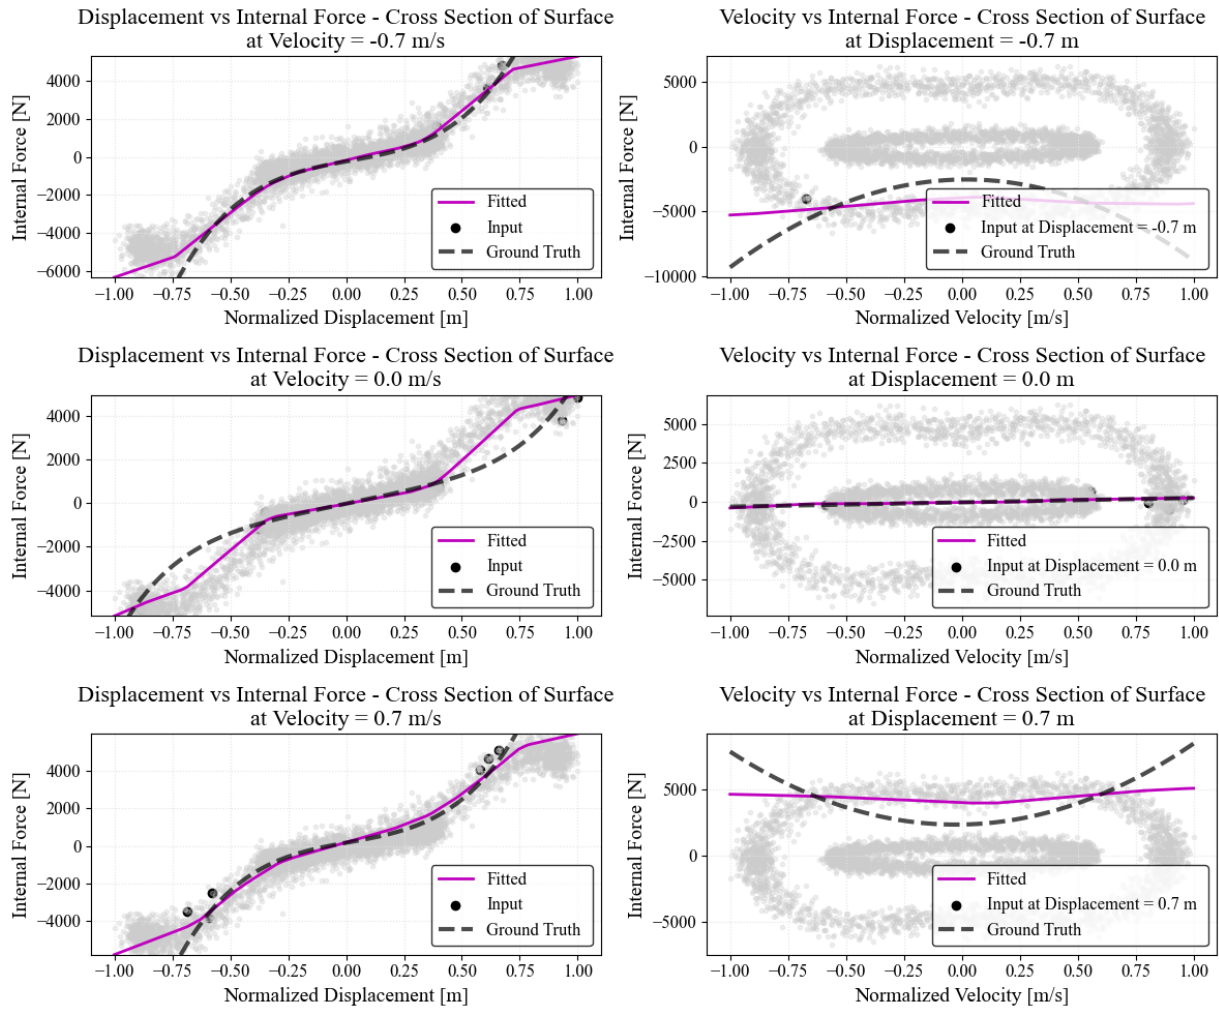 Displacement vs Internal Force - Cross Section of Surface
at Velocity = -0.7 m/s
Internal Force [N]
4000
2000
0
−2000
−4000
−6000
Fitted
Input
Ground Truth
−1.00 −0.75 −0.50 −0.25 0.00 0.25 0.50 0.75 1.00
Normalized Displacement [m]
Velocity vs Internal Force - Cross Section of Surface
at Displacement = -0.7 m
Internal Force [N]
5000
0
−5000
−10000
Fitted
Input at Displacement = -0.7 m
Ground Truth
−1.00 −0.75 −0.50 −0.25 0.00 0.25 0.50 0.75 1.00
Normalized Velocity [m/s]
Displacement vs Internal Force - Cross Section of Surface
at Velocity = 0.0 m/s
Internal Force [N]
4000
2000
0
−2000
−4000
Fitted
Input
Ground Truth
−1.00 −0.75 −0.50 −0.25 0.00 0.25 0.50 0.75 1.00
Normalized Displacement [m]
Velocity vs Internal Force - Cross Section of Surface
at Displacement = 0.0 m
Internal Force [N]
5000
2500
0
−2500
−5000
Fitted
Input at Displacement = 0.0 m
Ground Truth
−1.00 −0.75 −0.50 −0.25 0.00 0.25 0.50 0.75 1.00
Normalized Velocity [m/s]
Displacement vs Internal Force - Cross Section of Surface
at Velocity = 0.7 m/s
Internal Force [N]
4000
2000
0
−2000
−4000
Fitted
Input
Ground Truth
−1.00 −0.75 −0.50 −0.25 0.00 0.25 0.50 0.75 1.00
Normalized Displacement [m]
Velocity vs Internal Force - Cross Section of Surface
at Displacement = 0.7 m
Internal Force [N]
5000
0
−5000
Fitted
Input at Displacement = 0.7 m
Ground Truth
−1.00 −0.75 −0.50 −0.25 0.00 0.25 0.50 0.75 1.00
Normalized Velocity [m/s]